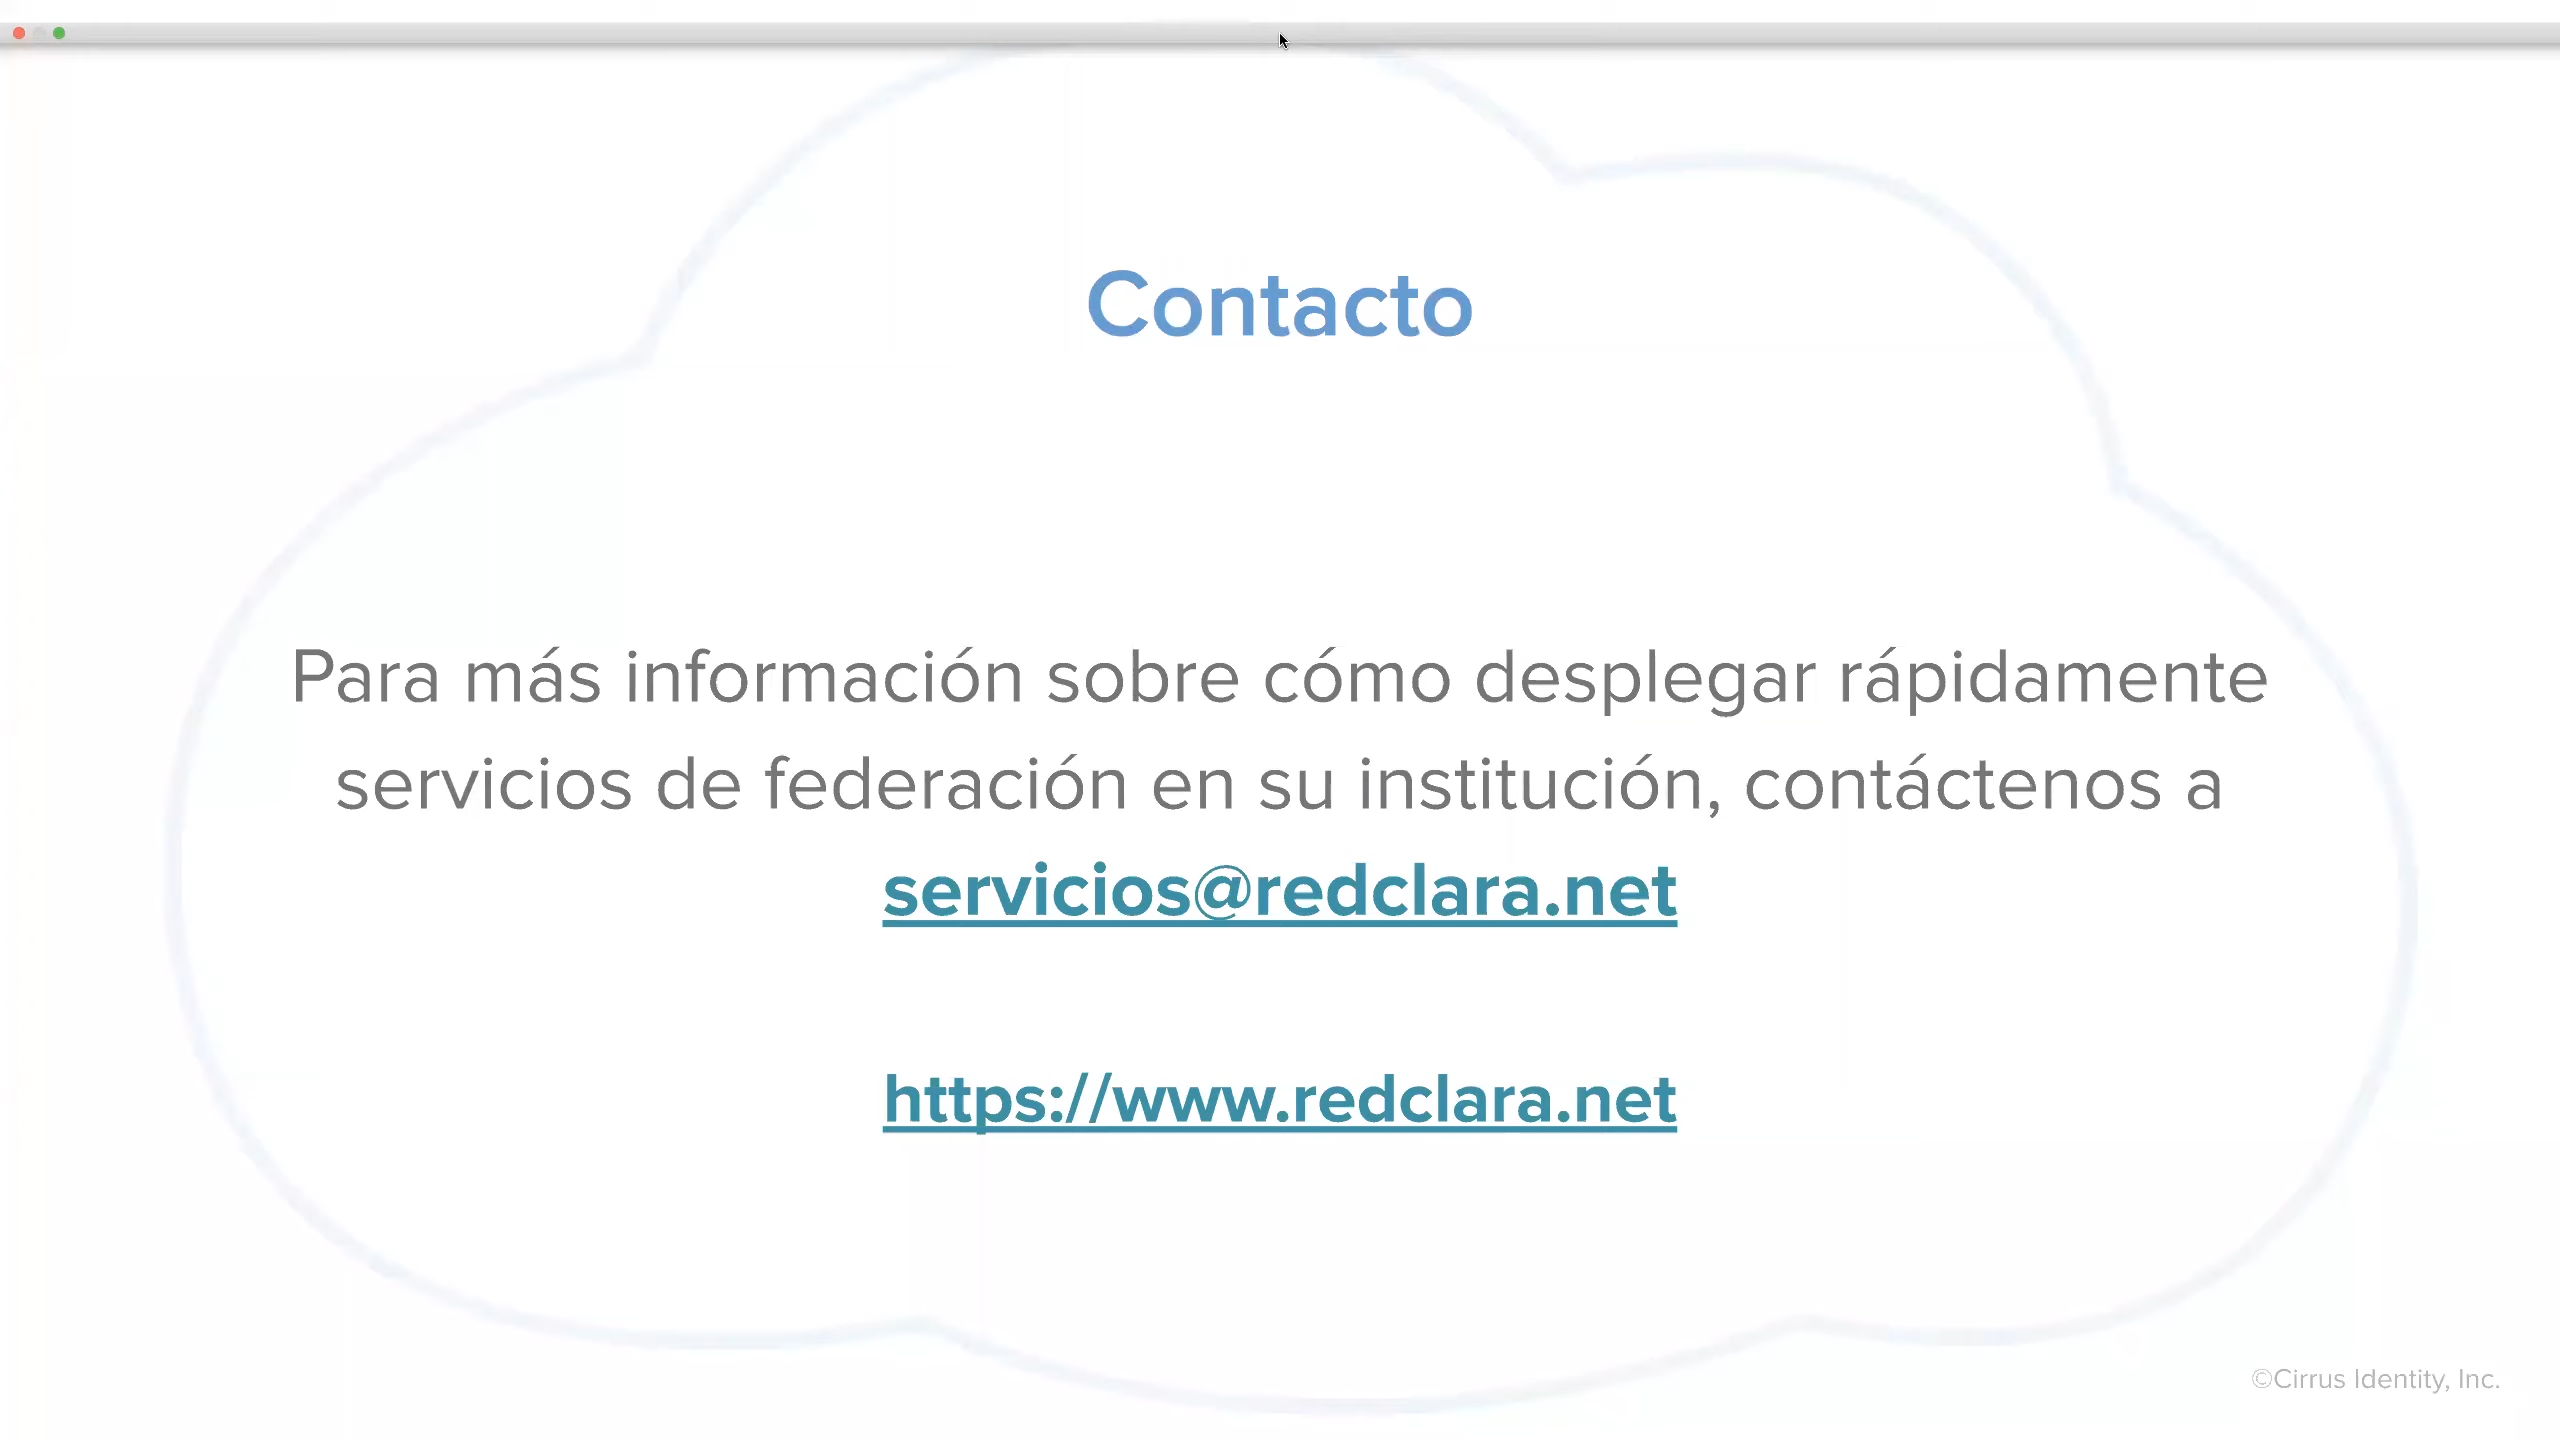 Contacto
Para más información sobre cómo desplegar rápidamente
servicios de federación en su institución, contáctenos a
servicios@redclara.net
https://www.redclara.net
©Cirrus Identity, Inc.